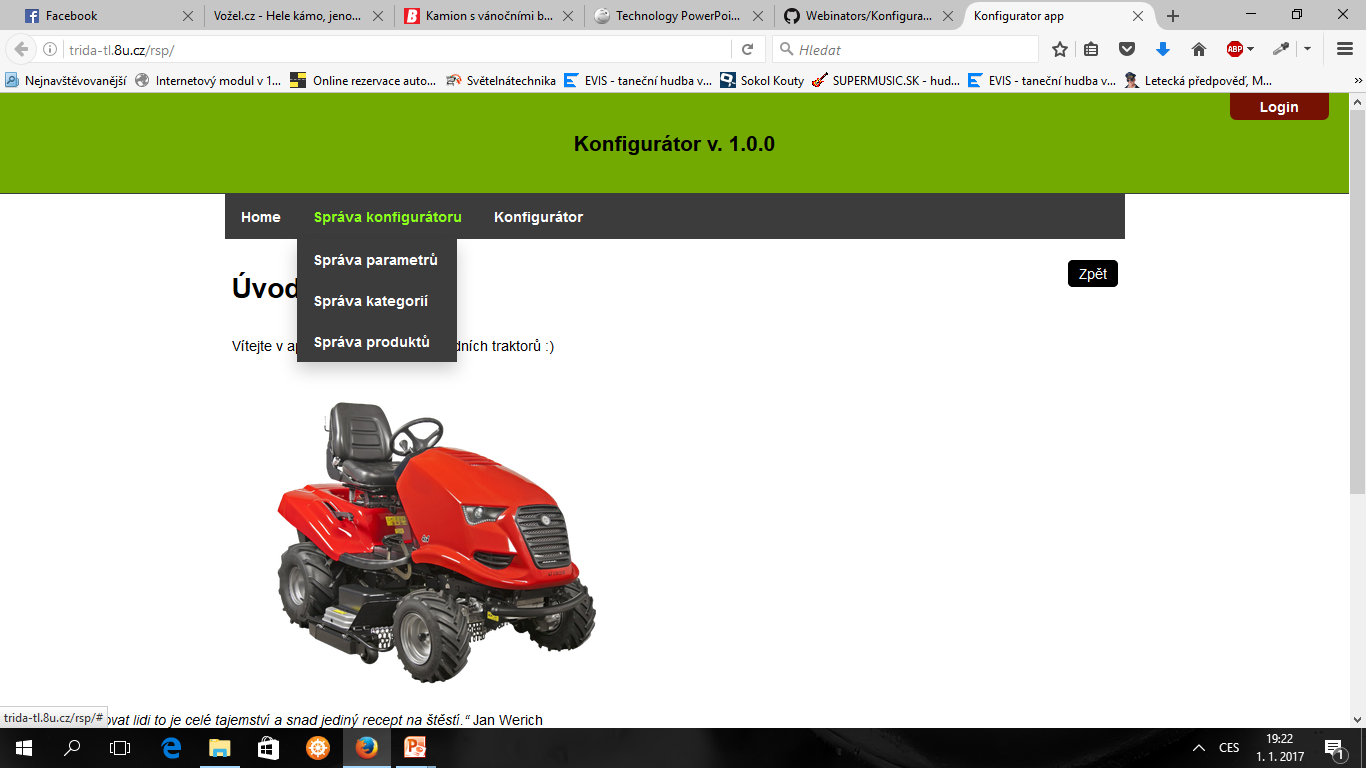 Facebook
Vožel.cz - Hele kámo, jeno...
Kamion s vánočními b...
Technology PowerPoi...
Webinators/Konfigura...
Konfigurator app
trida-tl.8u.cz/rsp/
Hledat
ABP
Nejnavštěvovanější
Internetový modul v 1...
Online rezervace auto...
Světelnátechnika
EVIS - taneční hudba v...
Sokol Kouty
SUPERMUSIC.SK - hud...
EVIS - taneční hudba v...
Letecká předpověď, M...
Login
Konfigurátor v. 1.0.0
Home Správa konfigurátoru Konfigurátor
Správa parametrů
Správa kategorií
Správa produktů
Zpět
Úvod
Vítejte v ap dních traktorů :)
trida-tl.8u.cz/rsp/#
ovat lidi to je celé tajemství a snad jediný recept na štěstí.“ Jan Werich
CES
19:22
1. 1. 2017
1